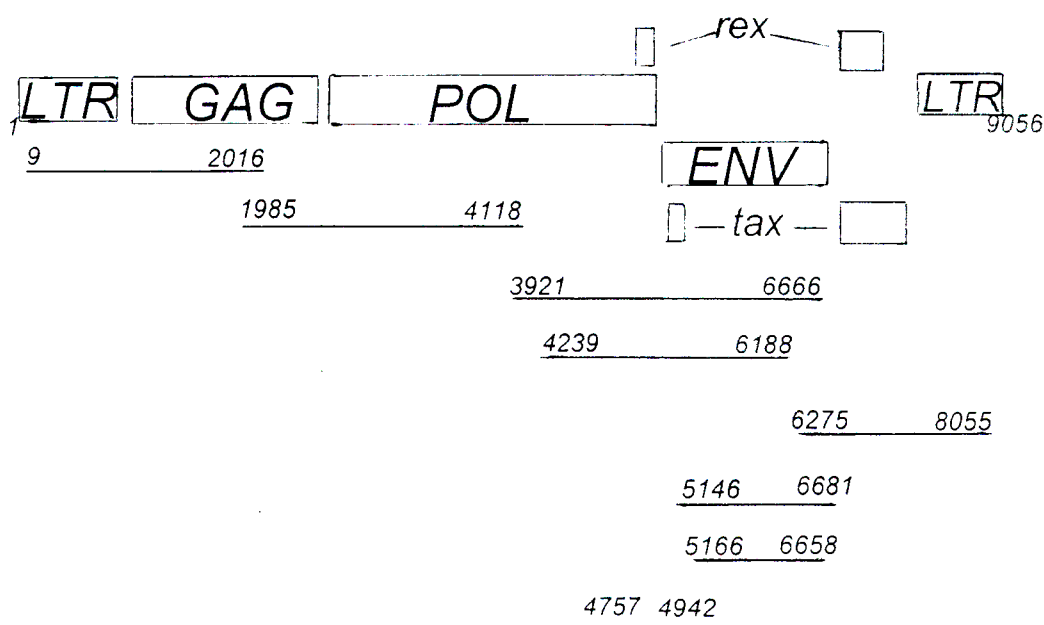 rex
LTR GAG POL LTR
1 9056
ENV
9 2016
1985 4118
tax
3921 6666
4239 6188
6275 8055
5146 6681
5166 6658
4757 4942